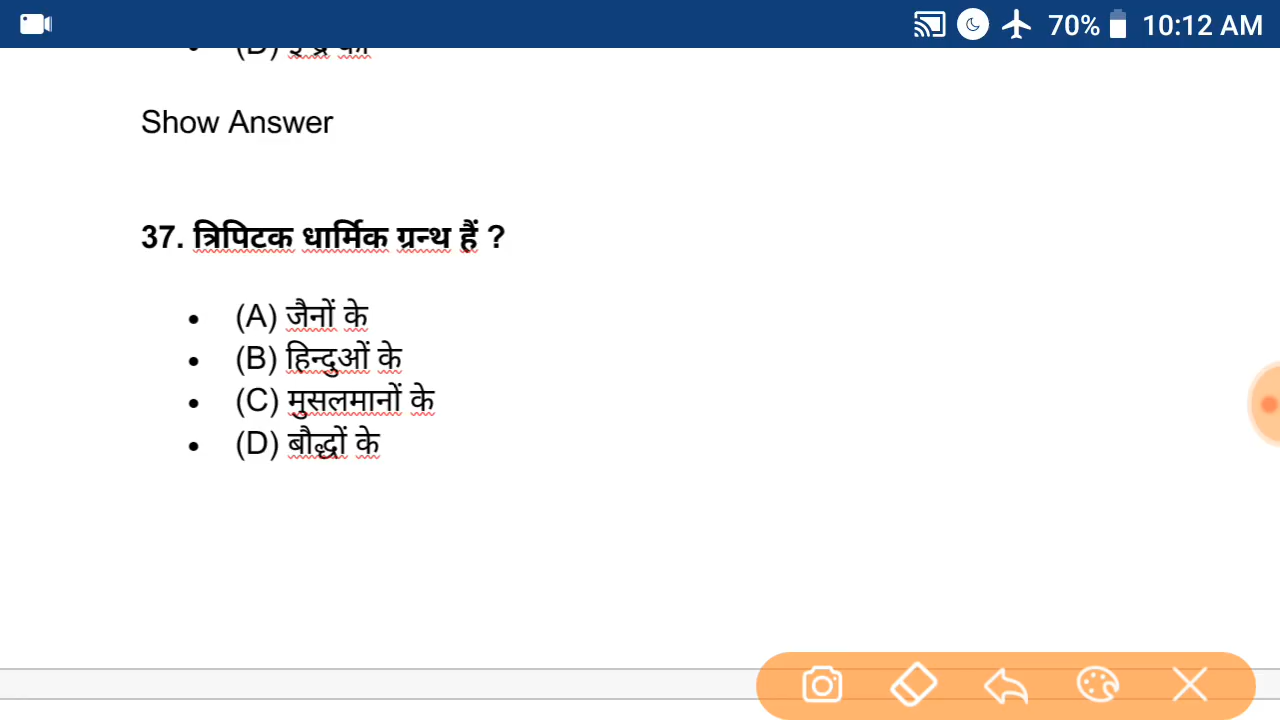 70% 10:12 AM
Show Answer
37. त्रिपिटक धार्मिक ग्रन्थ हैं ?
• (A) जैनों के
• (B) हिन्दुओं के
• (C) मुसलमानों के
• (D) बौद्धों के